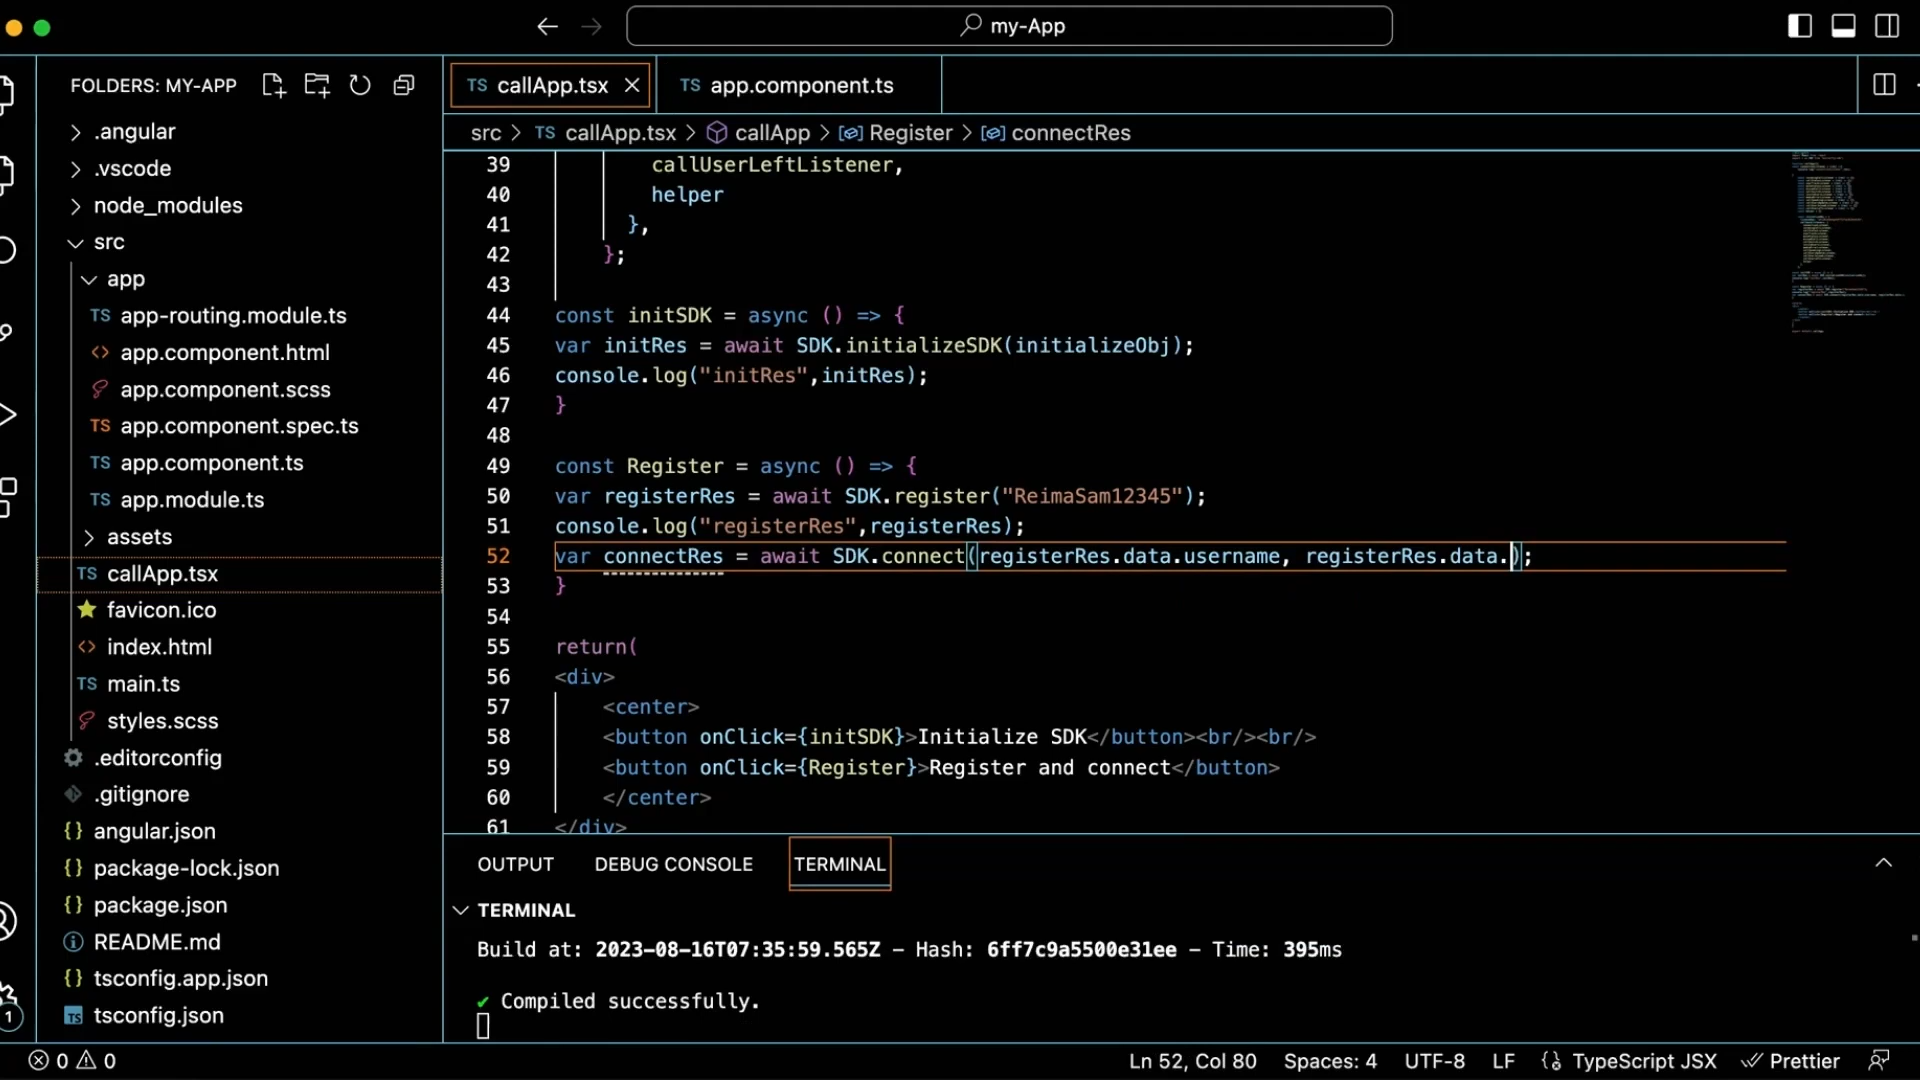 my-App
FOLDERS: MY-APP
.angular
.vscode
node_modules
src
app
TS app-routing.module.ts
<> app.component.html
app.component.scss
TS app.component.spec.ts
TS app.component.ts
TS app.module.ts
assets
TS callApp.tsx
favicon.ico
<> index.html
TS main.ts
styles.scss
.editorconfig
.gitignore
{} angular.json
{} package-lock.json
{} package.json
README.md
{} tsconfig.app.json
TS tsconfig.json
TS callApp.tsx
TS app.component.ts
src > TS callApp.tsx > callApp > Register > connectRes
39 callUserLeftListener,
40 helper
41 },
42 };
43
44 const initSDK = async () => {
45 var initRes = await SDK.initializeSDK(initializeObj);
46 console.log("initRes",initRes);
47 }
48
49 const Register = async () => {
50 var registerRes = await SDK.register("ReimaSam12345");
51 console.log("registerRes",registerRes);
52 var connectRes = await SDK.connect(registerRes.data.username, registerRes.data.);
53 }
54
55 return(
56 <div>
57 <center>
58 <button onClick={initSDK}>Initialize SDK</button><br/><br/>
59 <button onClick={Register}>Register and connect</button>
60 </center>
61 </div>
OUTPUT DEBUG CONSOLE TERMINAL
TERMINAL
Build at: 2023-08-16T07:35:59.565Z - Hash: 6ff7c9a5500e31ee - Time: 395ms
✔ Compiled successfully.
1
0 0
Ln 52, Col 80 Spaces: 4 UTF-8 LF TypeScript JSX Prettier